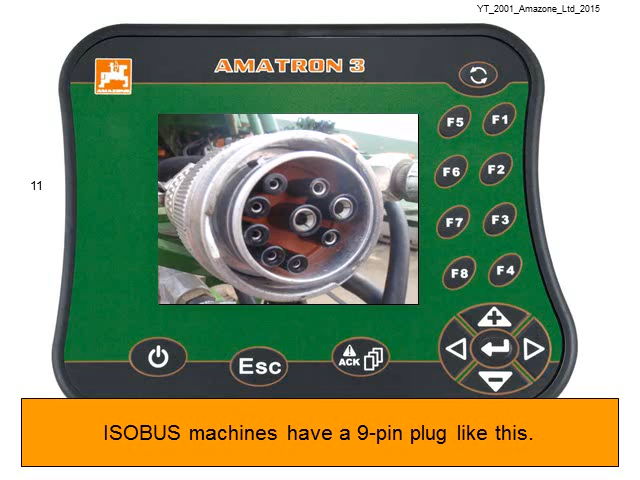 YT_2001_Amazone_Ltd_2015
AMATRON 3
AMAZONE
F5
F1
F6
F2
11
F7
F3
F8
F4
ACK
Esc
ISOBUS machines have a 9-pin plug like this.